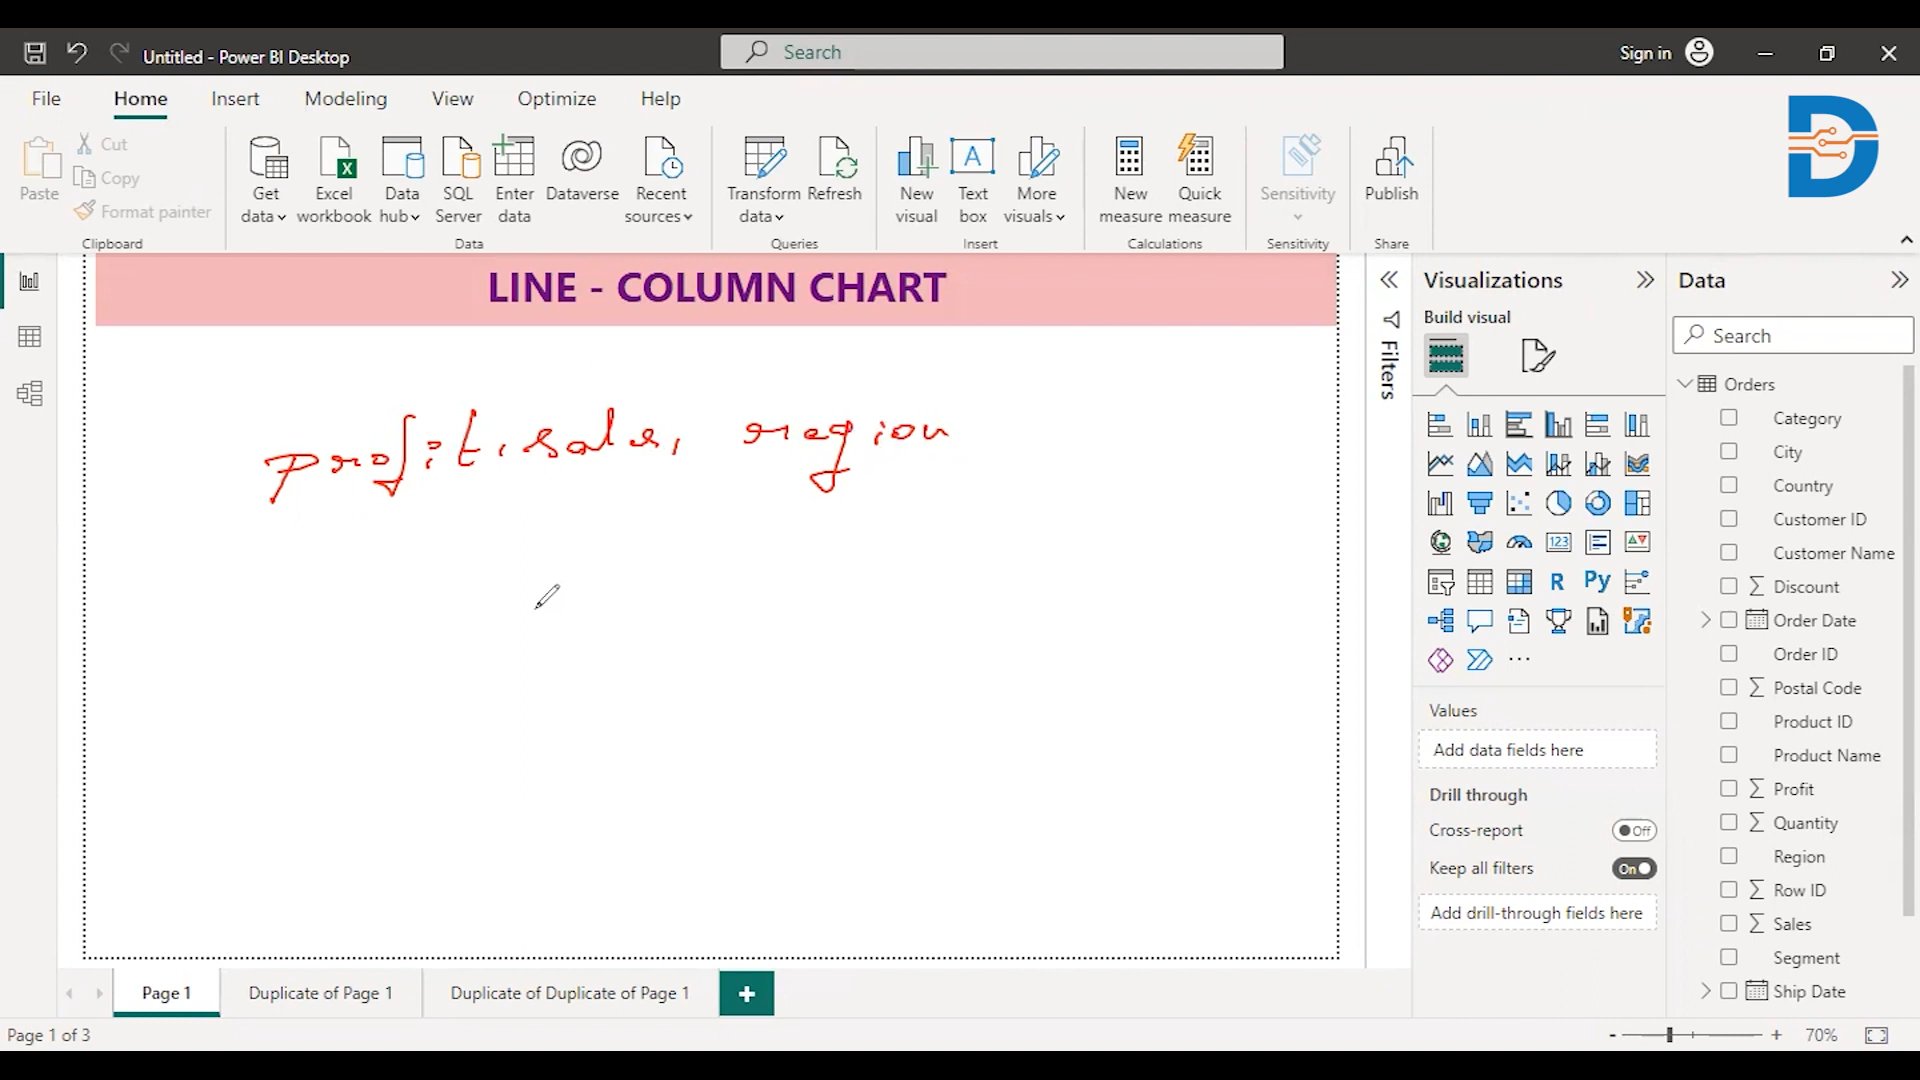 Untitled - Power BI Desktop
Search
Sign in
File Home Insert Modeling View Optimize Help
Paste
Cut
Copy
Format painter
Clipboard
Get data
Excel workbook
Data hub
SQL Server
Enter data
Dataverse
Recent sources
Data
Transform data
Refresh
Queries
New visual
Text box
More visuals
Insert
New measure
Quick measure
Calculations
Sensitivity
Sensitivity
Publish
Share
LINE - COLUMN CHART
profit, sales, region
Filters
Visualizations
Build visual
123
R
Py
Values
Add data fields here
Drill through
Cross-report
Off
Keep all filters
On
Add drill-through fields here
Data
Search
Orders
Category
City
Country
Customer ID
Customer Name
Discount
Order Date
Order ID
Postal Code
Product ID
Product Name
Profit
Quantity
Region
Row ID
Sales
Segment
Ship Date
Page 1
Duplicate of Page 1
Duplicate of Duplicate of Page 1
Page 1 of 3
70%